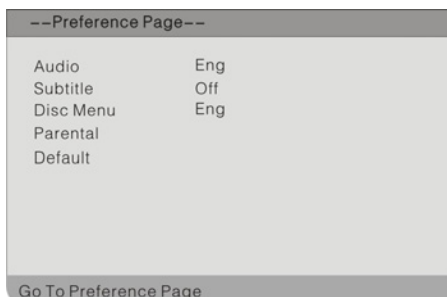 --Preference Page--
Audio Eng
Subtitle Off
Disc Menu Eng
Parental
Default
Go To Preference Page